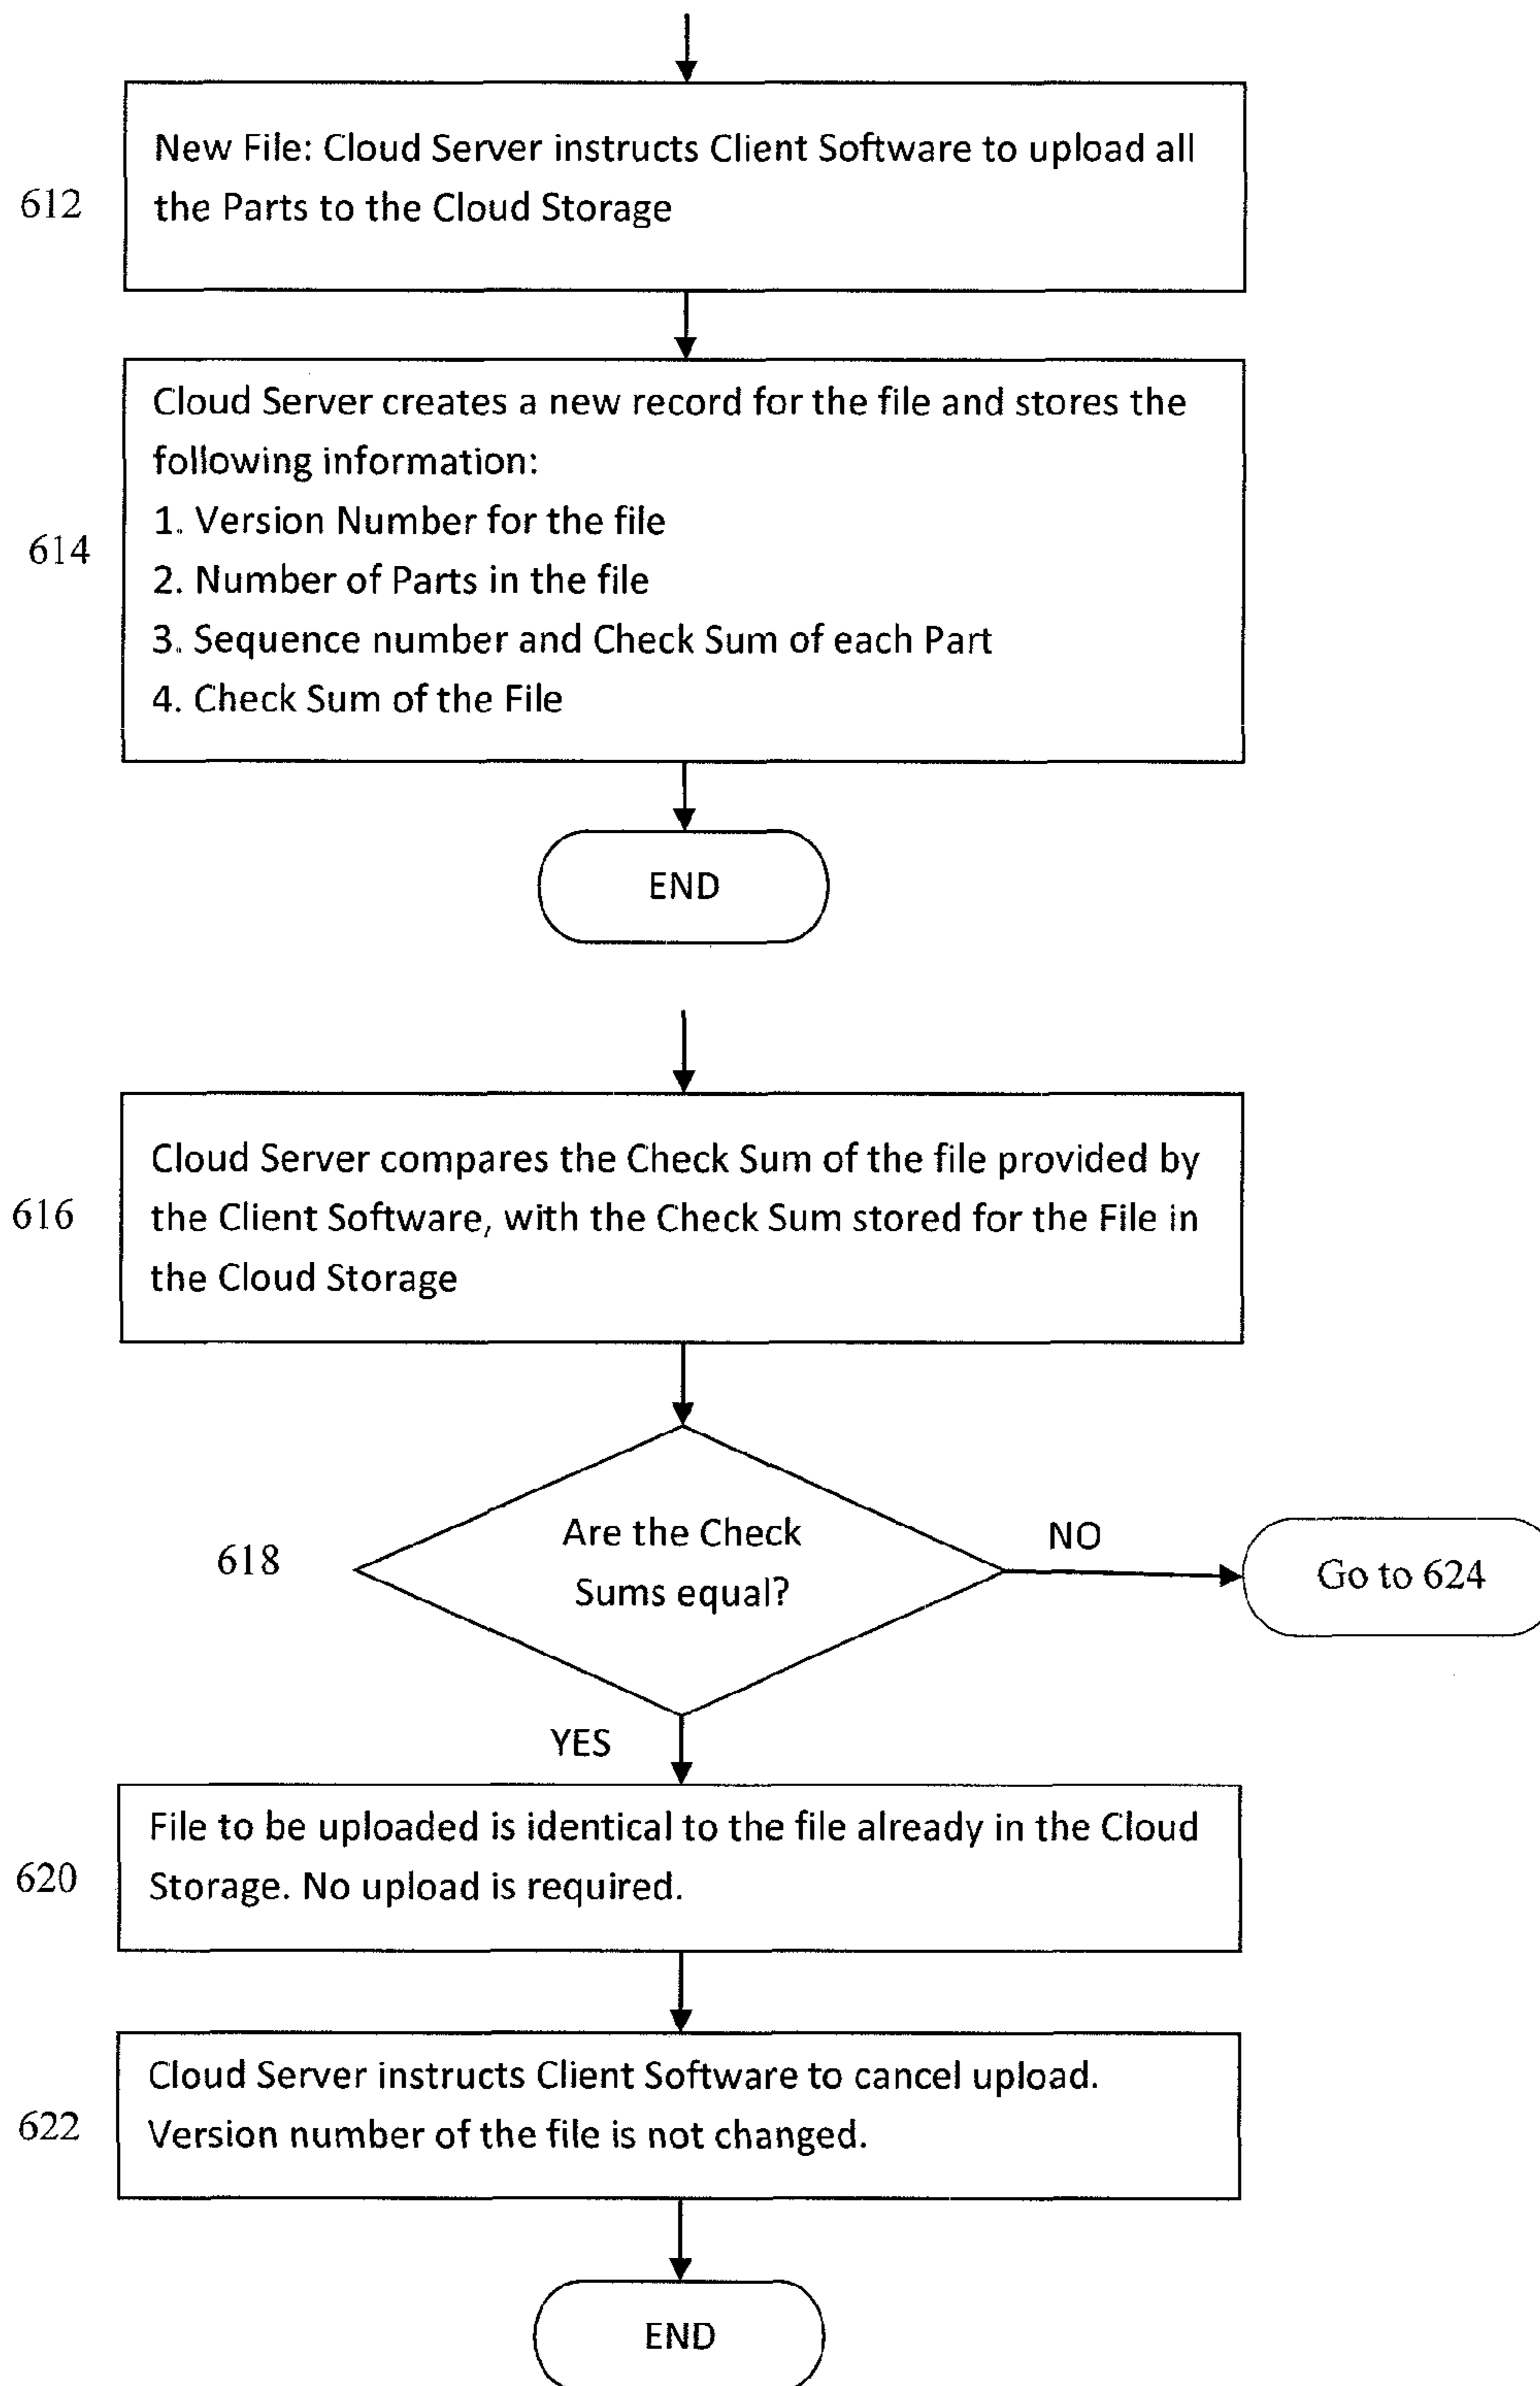 New File: Cloud Server instructs Client Software to upload all
the Parts to the Cloud Storage
612
Cloud Server creates a new record for the file and stores the
following information:
1. Version Number for the file
2. Number of Parts in the file
3. Sequence number and Check Sum of each Part
4. Check Sum of the File
614
END
Cloud Server compares the Check Sum of the file provided by
the Client Software, with the Check Sum stored for the File in
the Cloud Storage
616
Are the Check
Sums equal?
618
NO
Go to 624
YES
File to be uploaded is identical to the file already in the Cloud
Storage. No upload is required.
620
Cloud Server instructs Client Software to cancel upload.
Version number of the file is not changed.
622
END